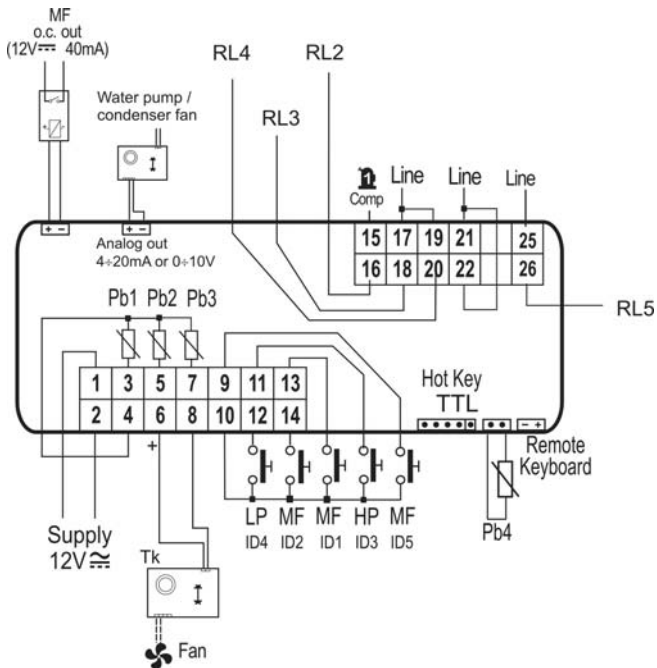 MF
o.c. out
(12V⎓ 40mA)
RL4
RL2
RL3
Water pump /
condenser fan
1
Comp
Line
Line
Line
15 17 19 21 25
16 18 20 22 26
+ −
+ −
Analog out
4÷20mA or 0÷10V
RL5
Pb1 Pb2 Pb3
1 3 5 7 9 11 13
2 4 6 8 10 12 14
Hot Key
TTL
− +
Remote
Keyboard
+
Supply
12V
LP MF MF HP MF
ID4 ID2 ID1 ID3 ID5
Pb4
Tk
Fan